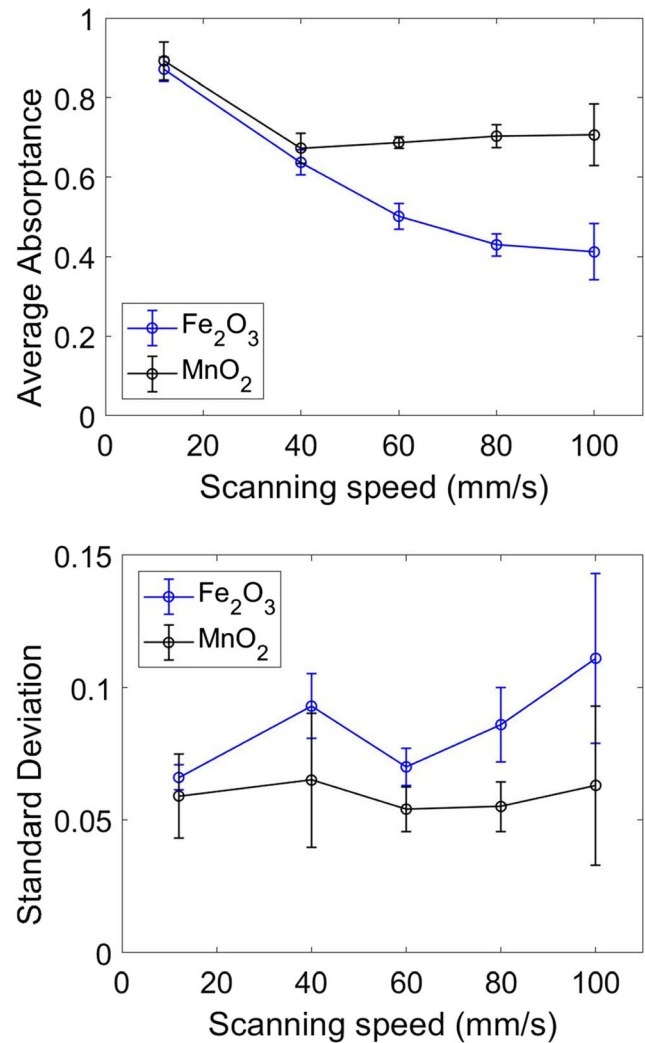 1
0.8
0.6
0.4
0.2
0
Average Absorptance
Fe₂O₃
MnO₂
0 20 40 60 80 100
Scanning speed (mm/s)
0.15
0.1
0.05
0
Standard Deviation
Fe₂O₃
MnO₂
0 20 40 60 80 100
Scanning speed (mm/s)